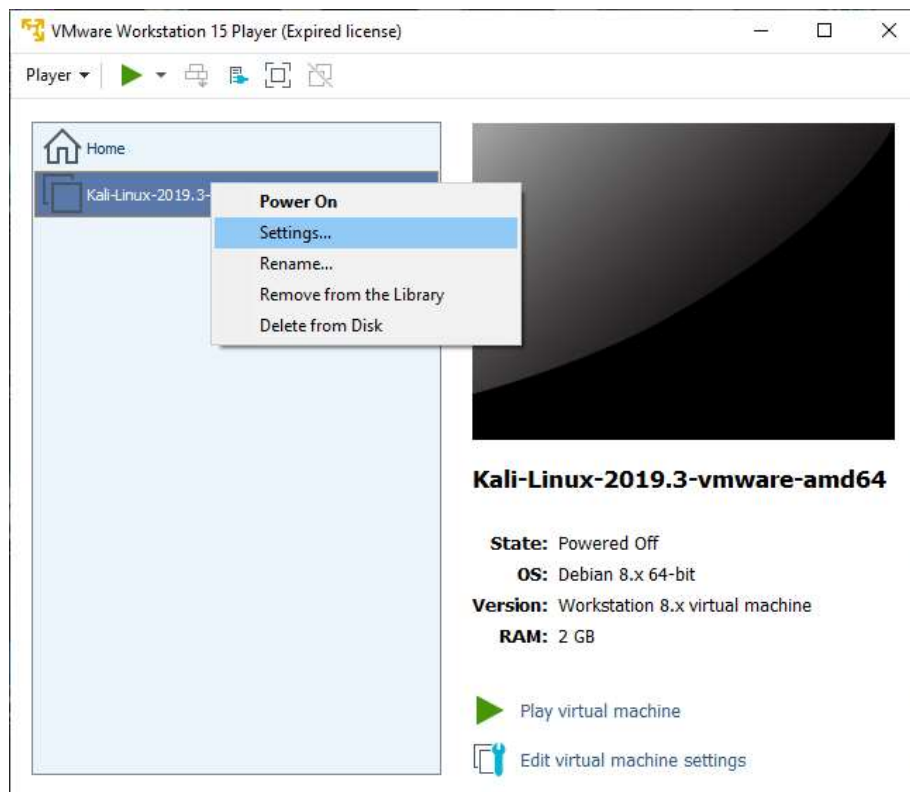 VMware Workstation 15 Player (Expired license)
Player
Home
Kali-Linux-2019.3-
Power On
Settings...
Rename...
Remove from the Library
Delete from Disk
Kali-Linux-2019.3-vmware-amd64
State: Powered Off
OS: Debian 8.x 64-bit
Version: Workstation 8.x virtual machine
RAM: 2 GB
Play virtual machine
Edit virtual machine settings